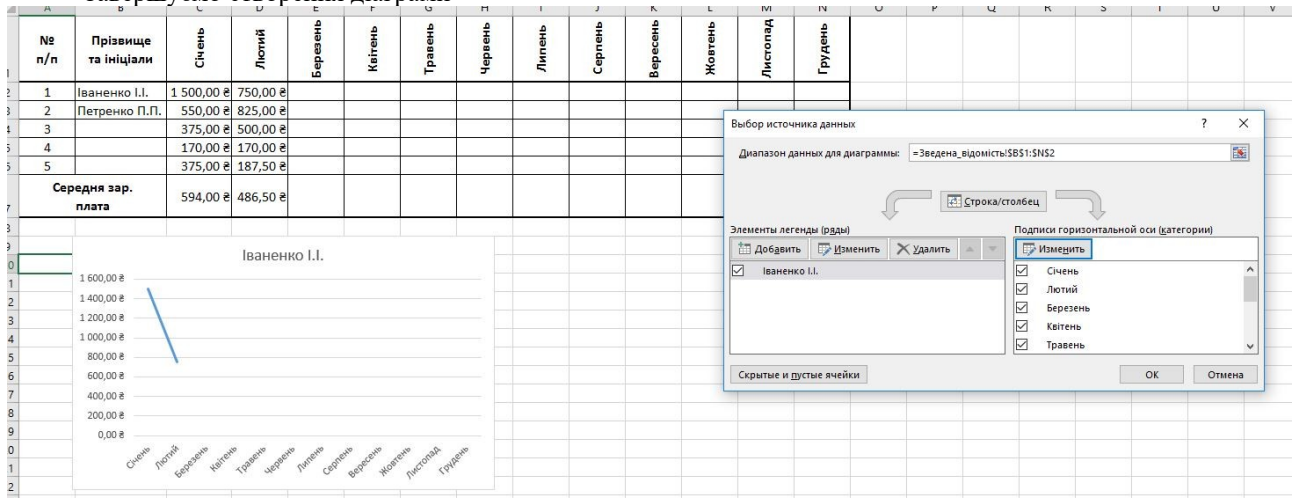 Завершуємо створення діаграми
A B C D E F G H I J K L M N O P Q R S T U V
№ п/п Прізвище та ініціали Січень Лютий Березень Квітень Травень Червень Липень Серпень Вересень Жовтень Листопад Грудень
1 Іваненко І.І. 1 500,00 ₴ 750,00 ₴
2 Петренко П.П. 550,00 ₴ 825,00 ₴
3 375,00 ₴ 500,00 ₴
4 170,00 ₴ 170,00 ₴
5 375,00 ₴ 187,50 ₴
Середня зар. плата 594,00 ₴ 486,50 ₴
Іваненко І.І.
1 600,00 ₴
1 400,00 ₴
1 200,00 ₴
1 000,00 ₴
800,00 ₴
600,00 ₴
400,00 ₴
200,00 ₴
0,00 ₴
Січень Лютий Березень Квітень Травень Червень Липень Серпень Вересень Жовтень Листопад Грудень
Выбор источника данных ? X
Диапазон данных для диаграммы: =Зведена_відомість!$B$1:$N$2
Строка/столбец
Элементы легенды (ряды)
Добавить Изменить Удалить
Іваненко І.І.
Подписи горизонтальной оси (категории)
Изменить
Січень
Лютий
Березень
Квітень
Травень
Скрытые и пустые ячейки
ОК Отмена